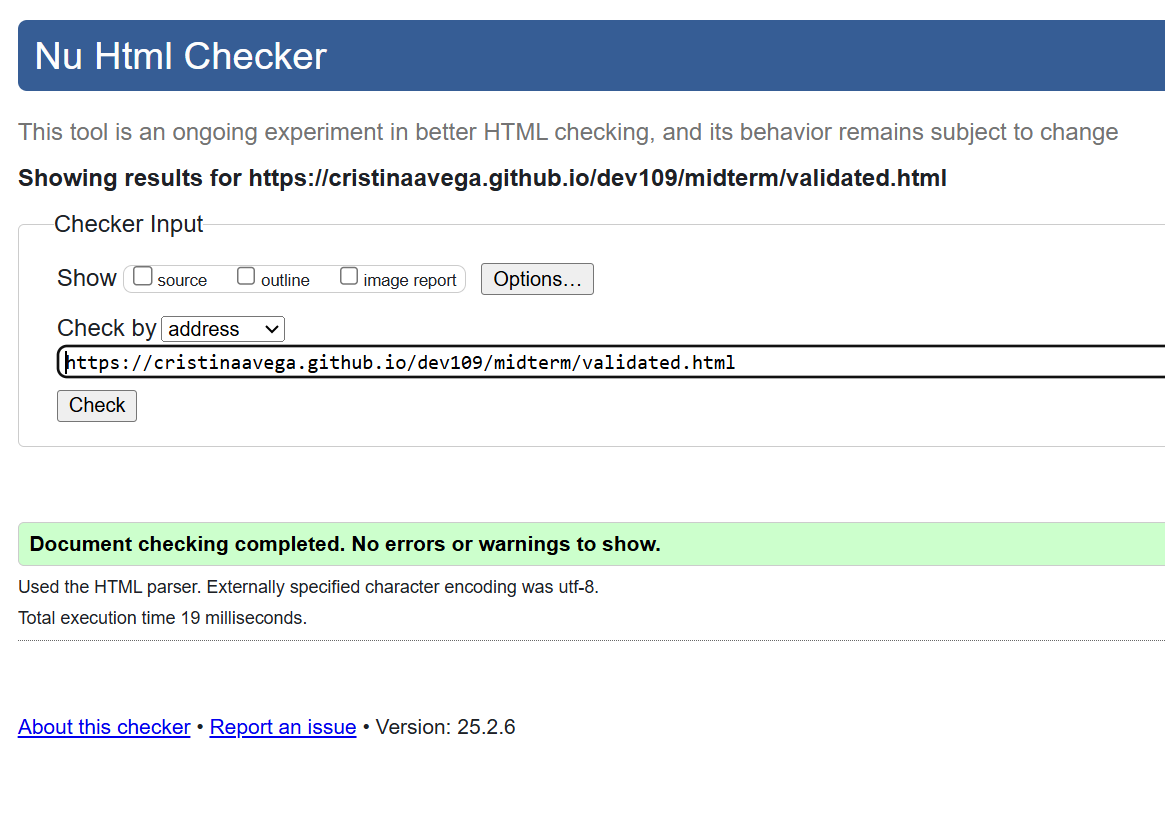 Nu Html Checker
This tool is an ongoing experiment in better HTML checking, and its behavior remains subject to change
Showing results for https://cristinaavega.github.io/dev109/midterm/validated.html
Checker Input
Show source outline image report Options...
Check by address
https://cristinaavega.github.io/dev109/midterm/validated.html
Check
Document checking completed. No errors or warnings to show.
Used the HTML parser. Externally specified character encoding was utf-8.
Total execution time 19 milliseconds.
About this checker • Report an issue • Version: 25.2.6